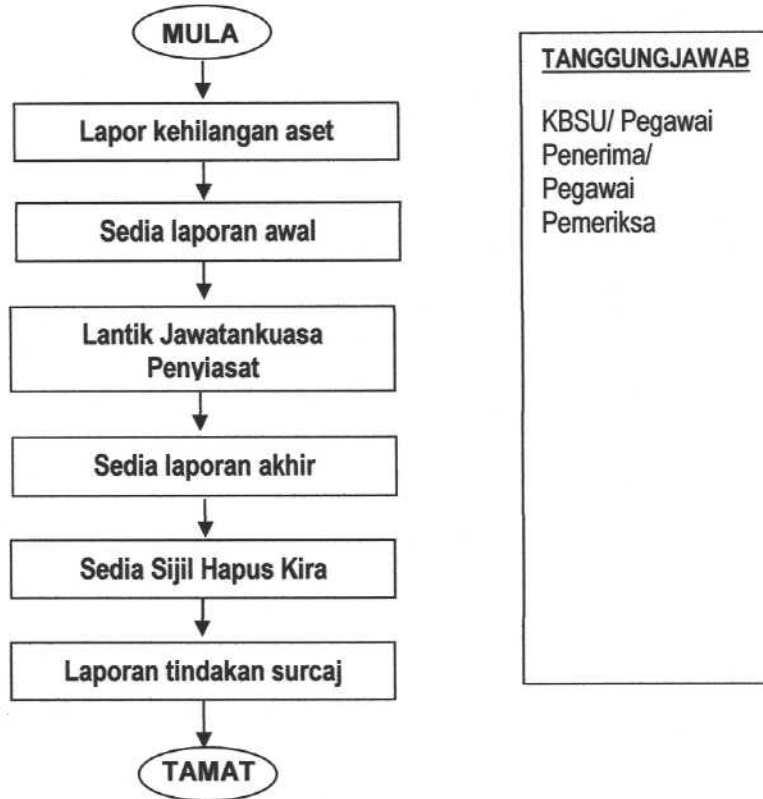 MULA
Lapor kehilangan aset
Sedia laporan awal
Lantik Jawatankuasa
Penyiasat
Sedia laporan akhir
Sedia Sijil Hapus Kira
Laporan tindakan surcaj
TAMAT
TANGGUNGJAWAB
KBSU/ Pegawai
Penerima/
Pegawai
Pemeriksa